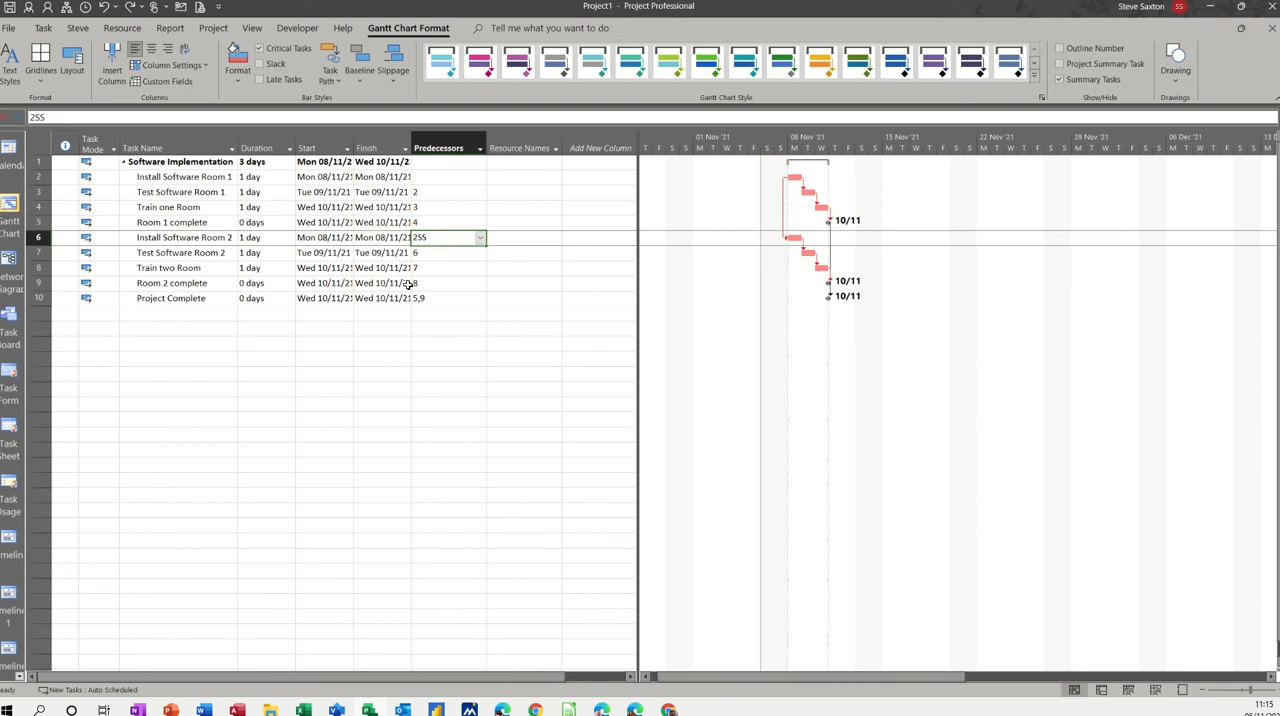 Project1 - Project Professional
Steve Saxton
SS
File
Task
Steve
Resource
Report
Project
View
Developer
Help
Gantt Chart Format
Tell me what you want to do
Text Styles
Gridlines
Layout
Format
Insert Column
Column Settings
Custom Fields
Columns
Format
Critical Tasks
Slack
Late Tasks
Task Path
Baseline
Slippage
Bar Styles
Gantt Chart Style
Outline Number
Project Summary Task
Summary Tasks
Show/Hide
Drawing
Drawings
2SS
Task Mode
Task Name
Duration
Start
Finish
Predecessors
Resource Names
Add New Column
01 Nov '21
08 Nov '21
15 Nov '21
22 Nov '21
29 Nov '21
06 Dec '21
T F S S M T W T F S S M T W T F S S M T W T F S S M T W T F S S M T W T F S S M T W T F S S M
1 Software Implementation 3 days Mon 08/11/2 Wed 10/11/2
2 Install Software Room 1 1 day Mon 08/11/21 Mon 08/11/21
3 Test Software Room 1 1 day Tue 09/11/21 Tue 09/11/21 2
4 Train one Room 1 day Wed 10/11/21 Wed 10/11/21 3
5 Room 1 complete 0 days Wed 10/11/21 Wed 10/11/21 4
10/11
6 Install Software Room 2 1 day Mon 08/11/21 Mon 08/11/21 2SS
7 Test Software Room 2 1 day Tue 09/11/21 Tue 09/11/21 6
8 Train two Room 1 day Wed 10/11/21 Wed 10/11/21 7
9 Room 2 complete 0 days Wed 10/11/21 Wed 10/11/21 8
10/11
10 Project Complete 0 days Wed 10/11/21 Wed 10/11/21 5,9
10/11
Gantt Chart
Task
Board
Task Form
Task Sheet
Task Usage
1
New Tasks : Auto Scheduled
11:15